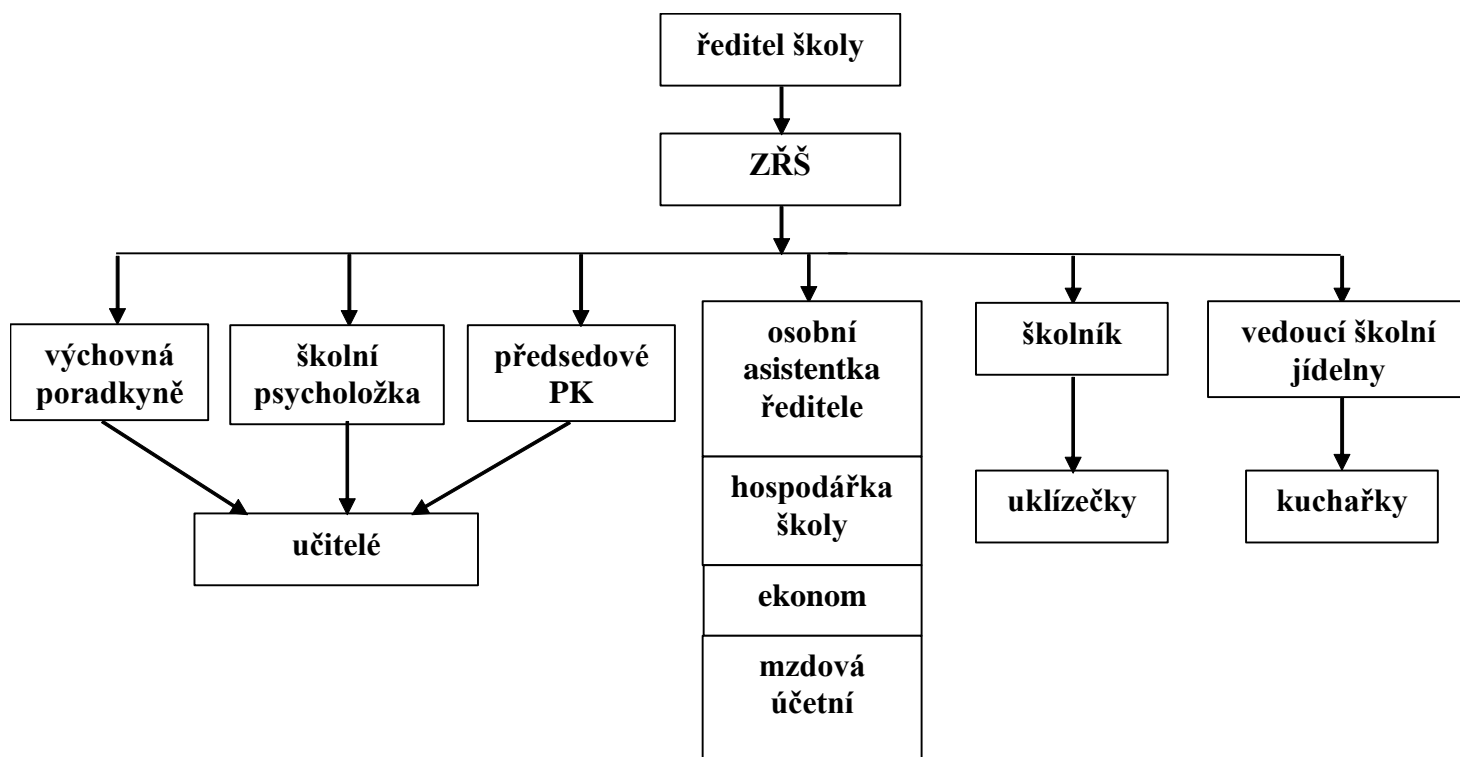 ředitel školy
ZŘŠ
výchovná
poradkyně
školní
psycholožka
předsedové
PK
osobní
asistentka
ředitele
školník
vedoucí školní
jídelny
hospodářka
školy
uklízečky
kuchařky
učitelé
ekonom
mzdová
účetní